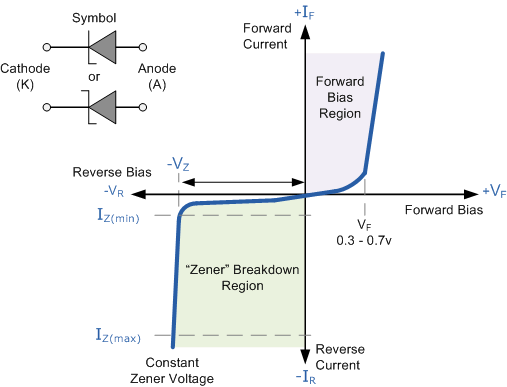 Symbol
Cathode
(K)
or
Anode
(A)
+IF
Forward
Current
Forward
Bias
Region
-VZ
Reverse Bias
-VR
+VF
Forward Bias
IZ(min)
VF
0.3 - 0.7v
“Zener” Breakdown
Region
IZ(max)
Constant
Zener Voltage
Reverse
Current
-IR